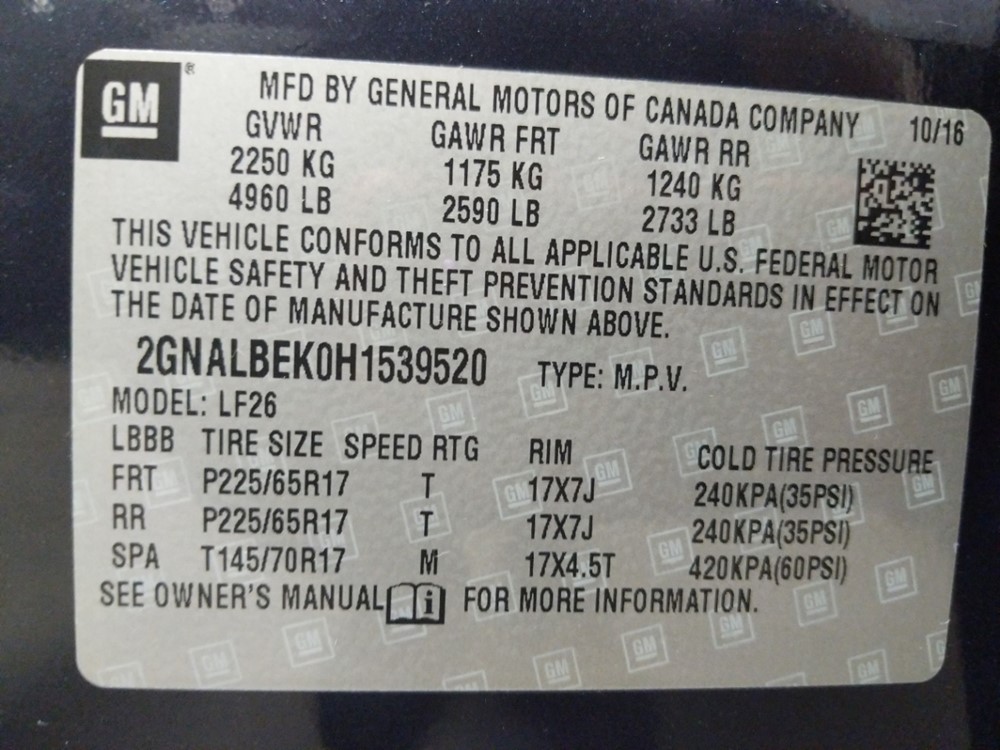 GM ® MFD BY GENERAL MOTORS OF CANADA COMPANY 10/16
GVWR GAWR FRT GAWR RR
2250 KG 1175 KG 1240 KG
4960 LB 2590 LB 2733 LB
THIS VEHICLE CONFORMS TO ALL APPLICABLE U.S. FEDERAL MOTOR
VEHICLE SAFETY AND THEFT PREVENTION STANDARDS IN EFFECT ON
THE DATE OF MANUFACTURE SHOWN ABOVE.
2GNALBEK0H1539520 TYPE: M.P.V.
MODEL: LF26
LBBB TIRE SIZE SPEED RTG RIM COLD TIRE PRESSURE
FRT P225/65R17 T 17X7J 240KPA(35PSI)
RR P225/65R17 T 17X7J 240KPA(35PSI)
SPA T145/70R17 M 17X4.5T 420KPA(60PSI)
SEE OWNER'S MANUAL i FOR MORE INFORMATION.